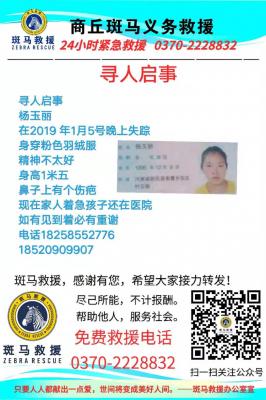 斑马救援
ZEBRA RESCUE
商丘斑马义务救援
24小时紧急救援 0370-2228832
寻人启事
寻人启事
杨玉丽
在2019 年1月5号晚上失踪
身穿粉色羽绒服
精神不太好
身高1米五
鼻子上有个伤疤
现在家人着急孩子还在医院
如有见到着必有重谢
电话18258552776
18520909907
杨玉丽
斑马救援，感谢有您，希望大家接力转发！
尽己所能，不计报酬。
帮助他人，服务社会。
斑马救援
ZEBRA RESCUE
免费救援电话
0370-2228832
扫一扫关注公众号
只要人人都献出一点爱，世间将变成美好人间。——斑马救援办公室宣